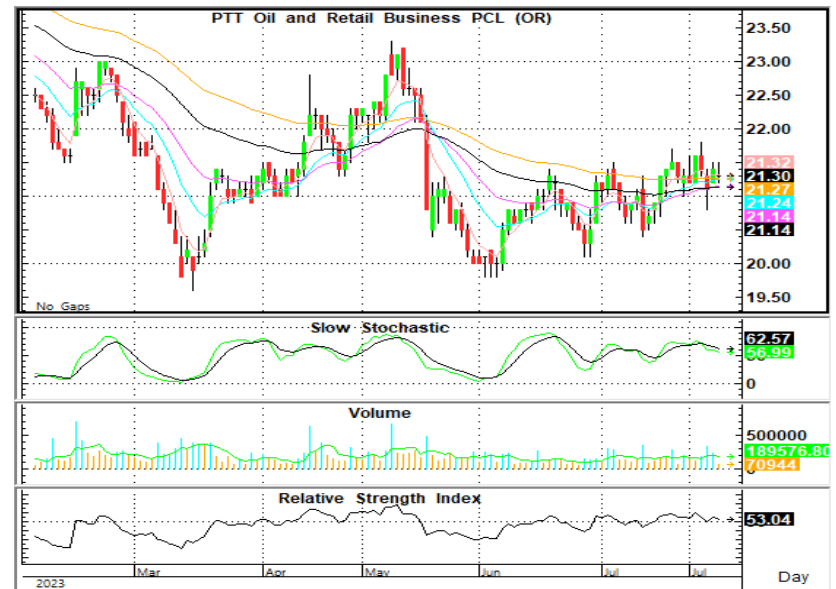 PTT Oil and Retail Business PCL (OR)
23.50
23.00
22.50
22.00
21.32
21.30
21.27
21.24
21.14
21.14
20.00
19.50
No Gaps
Slow Stochastic
62.57
56.99
0
Volume
500000
189576.80
70944
Relative Strength Index
53.04
Mar Apr May Jun Jul Jul
2023
Day